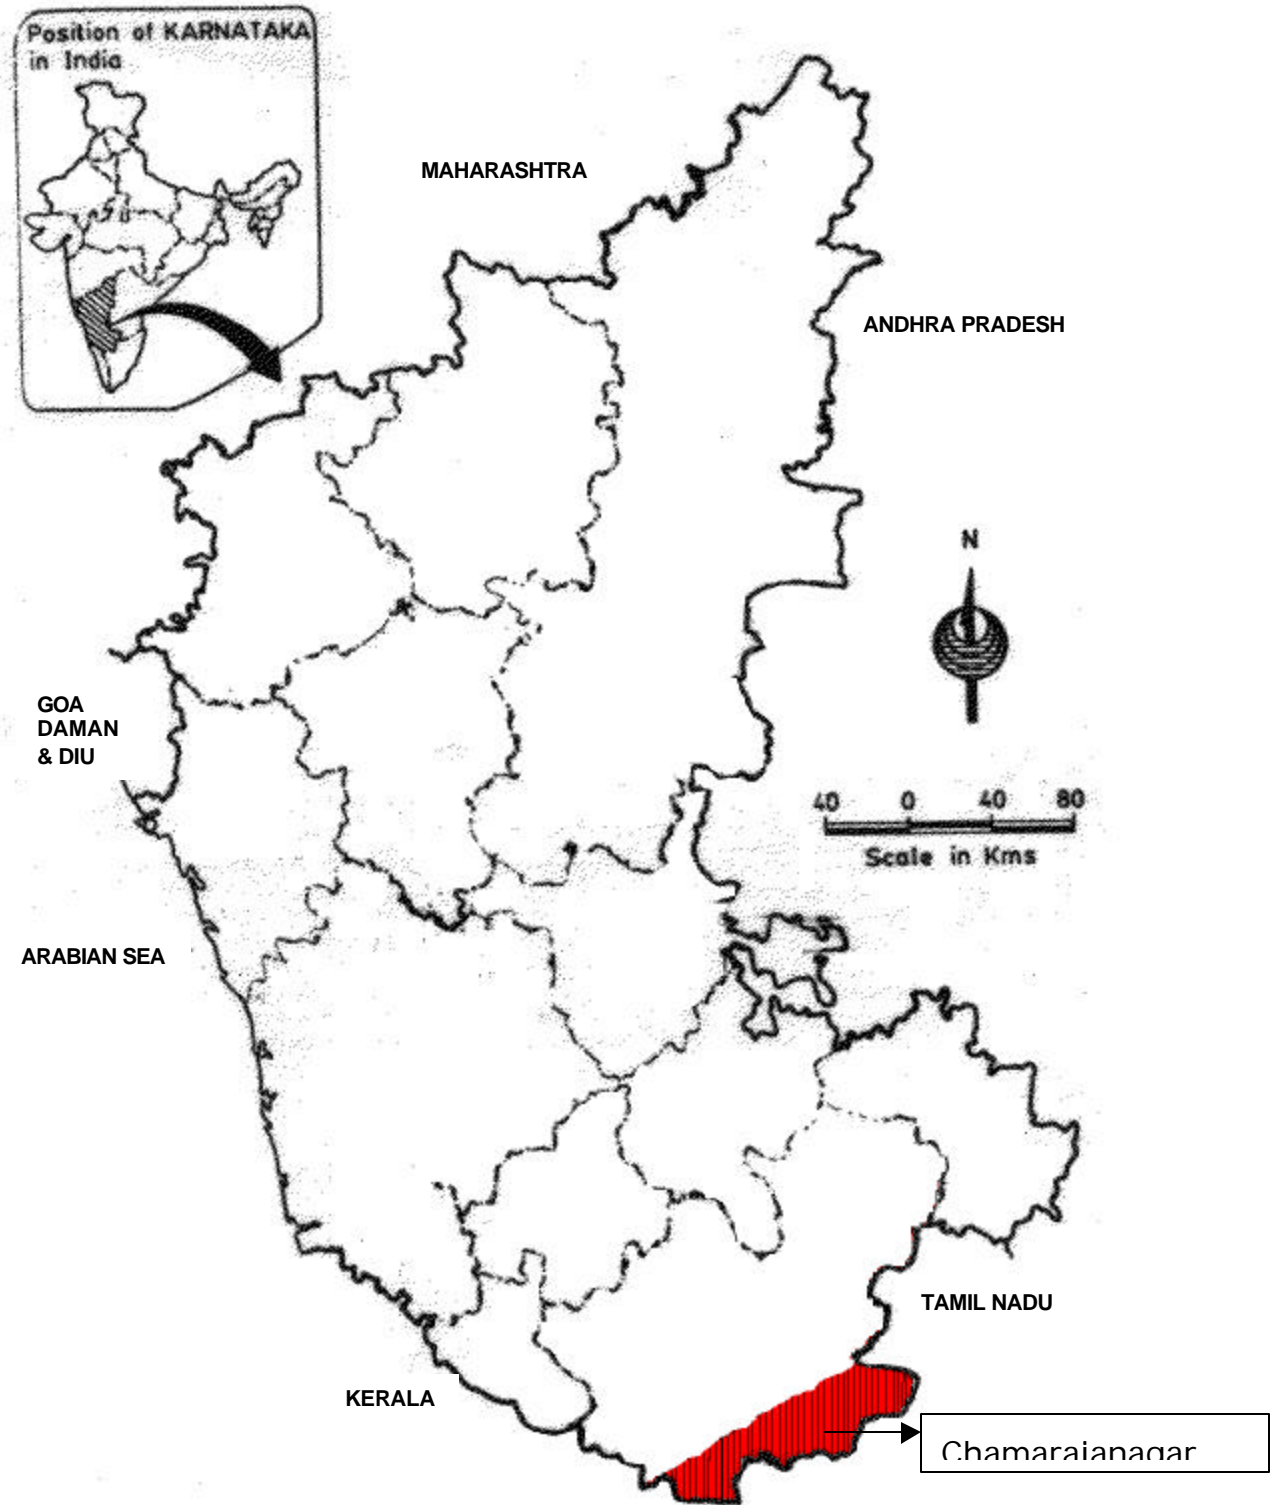 Position of KARNATAKA
in India
MAHARASHTRA
ANDHRA PRADESH
N
GOA
DAMAN
& DIU
40 0 40 80
Scale in Kms
ARABIAN SEA
TAMIL NADU
KERALA
Chamarajanagar